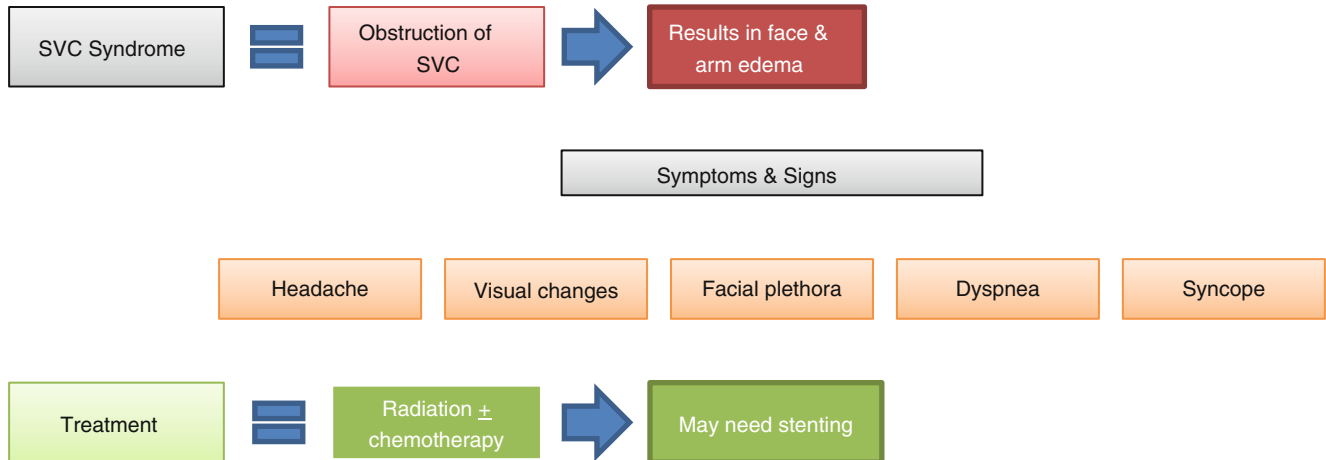 SVC Syndrome
Obstruction of
SVC
Results in face &
arm edema
Symptoms & Signs
Headache
Visual changes
Facial plethora
Dyspnea
Syncope
Treatment
Radiation ±
chemotherapy
May need stenting